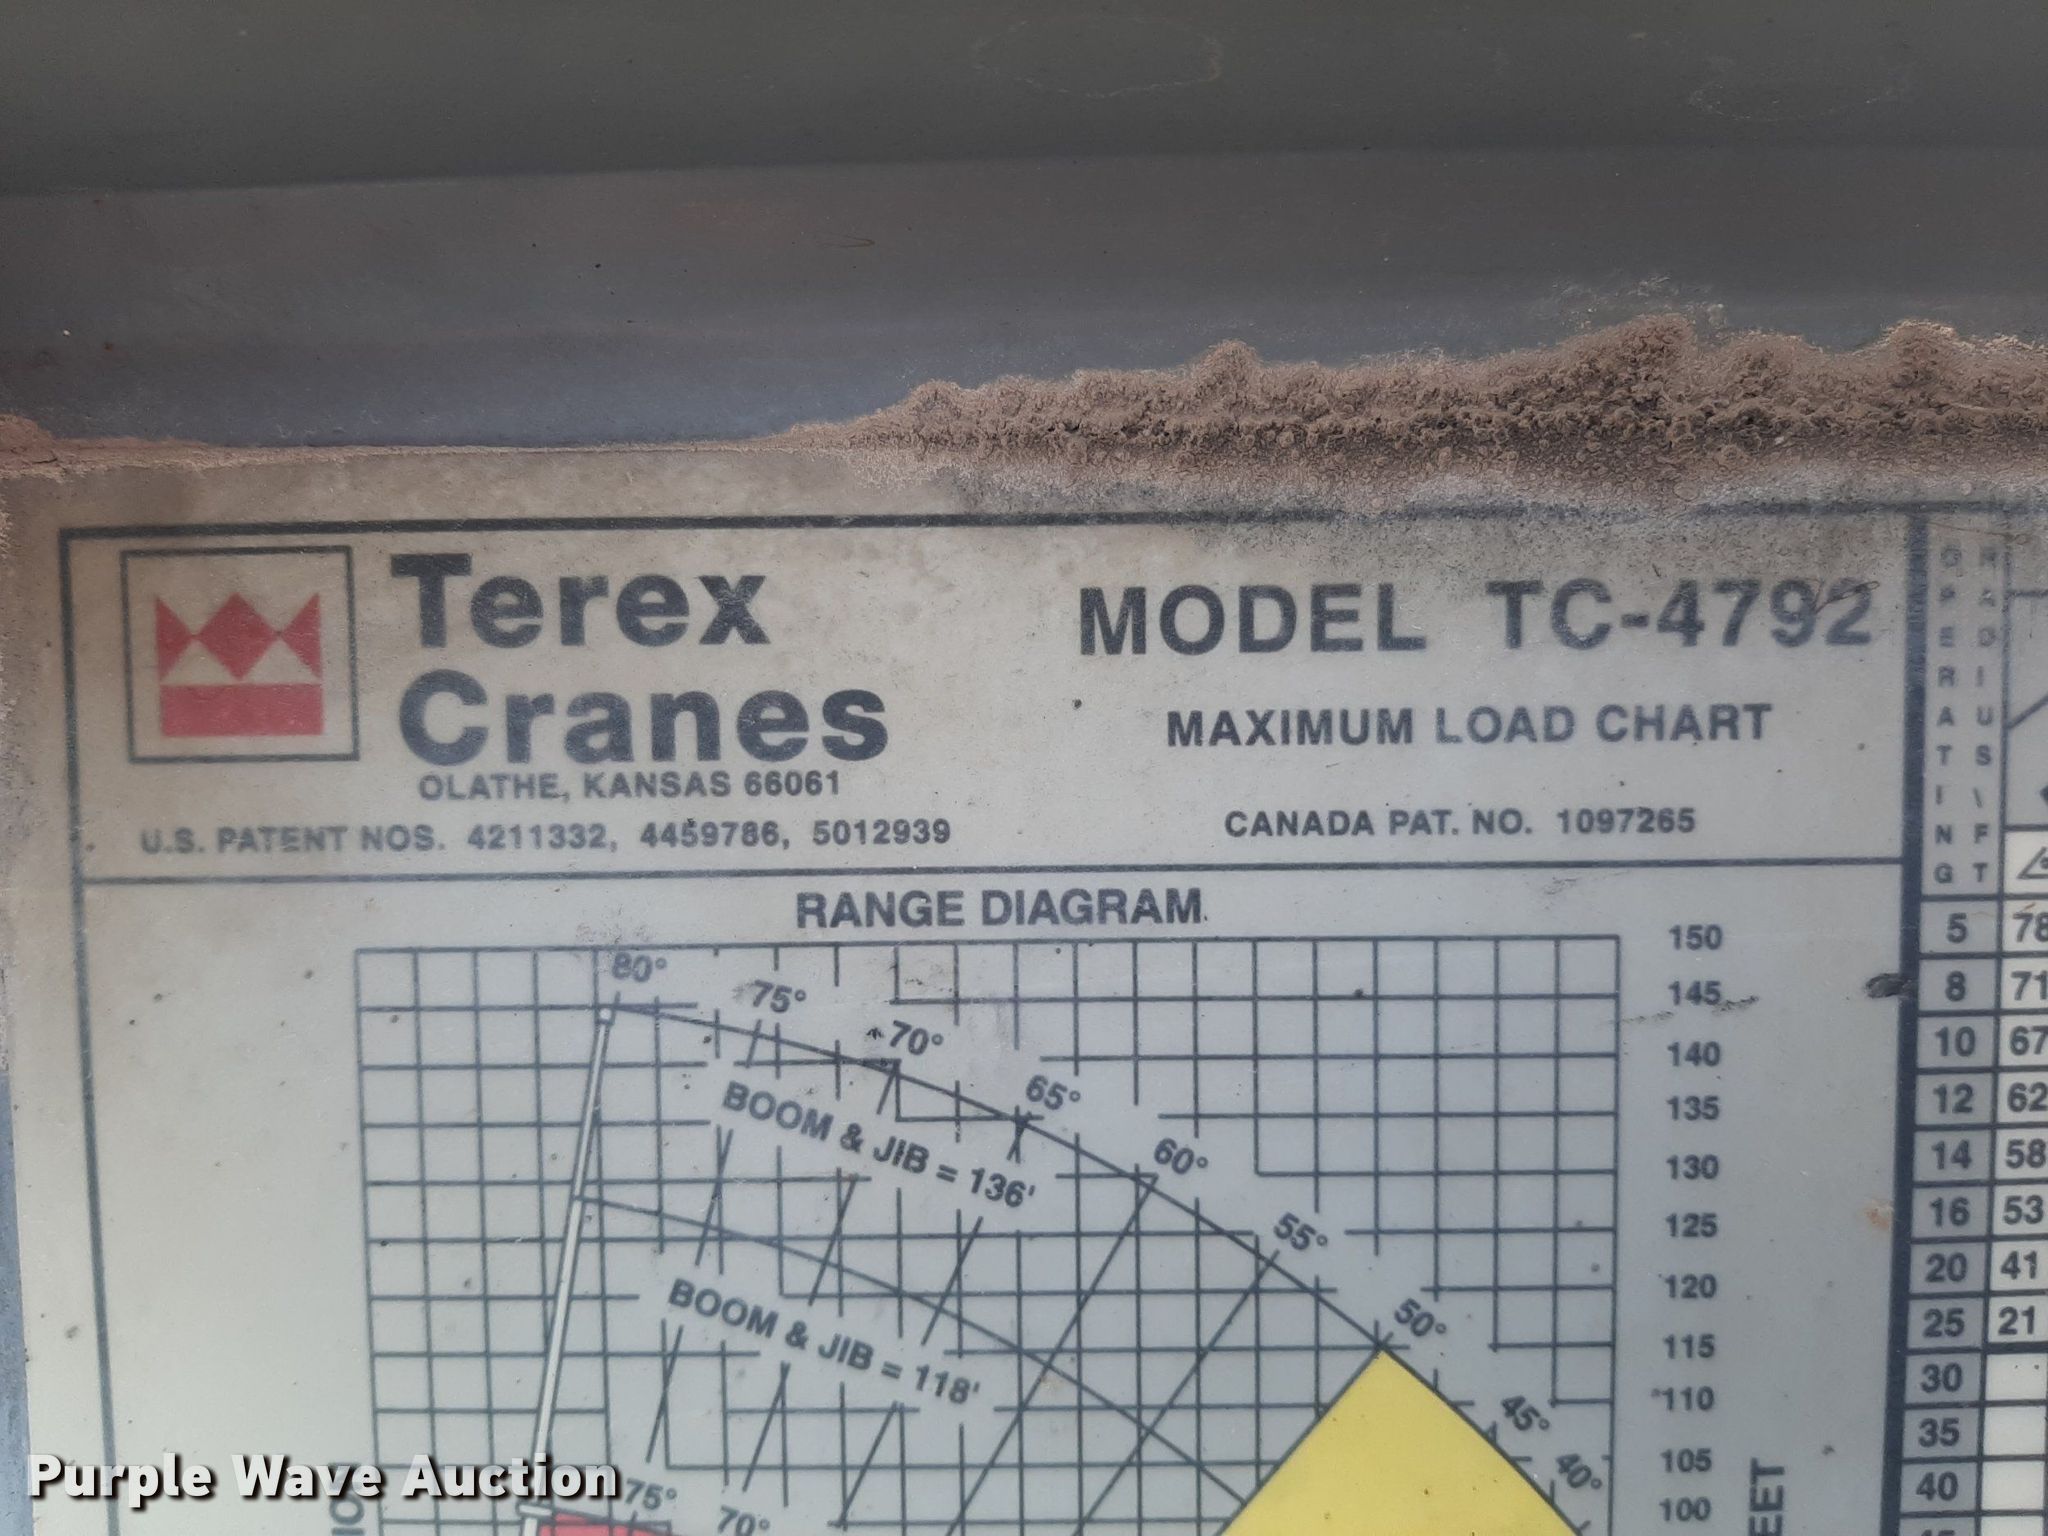 Terex
Cranes
OLATHE, KANSAS 66061
U.S. PATENT NOS. 4211332, 4459786, 5012939
MODEL TC-4792
MAXIMUM LOAD CHART
CANADA PAT. NO. 1097265
RANGE DIAGRAM
80°
75°
70°
65°
60°
55°
50°
45°
40°
BOOM & JIB = 136'
BOOM & JIB = 118'
75°
70°
150
145
140
135
130
125
120
115
110
105
100
OPERATING
RADIUS\FT
5 78
8 71
10 67
12 62
14 58
16 53
20 41
25 21
30
35
40
Purple Wave Auction